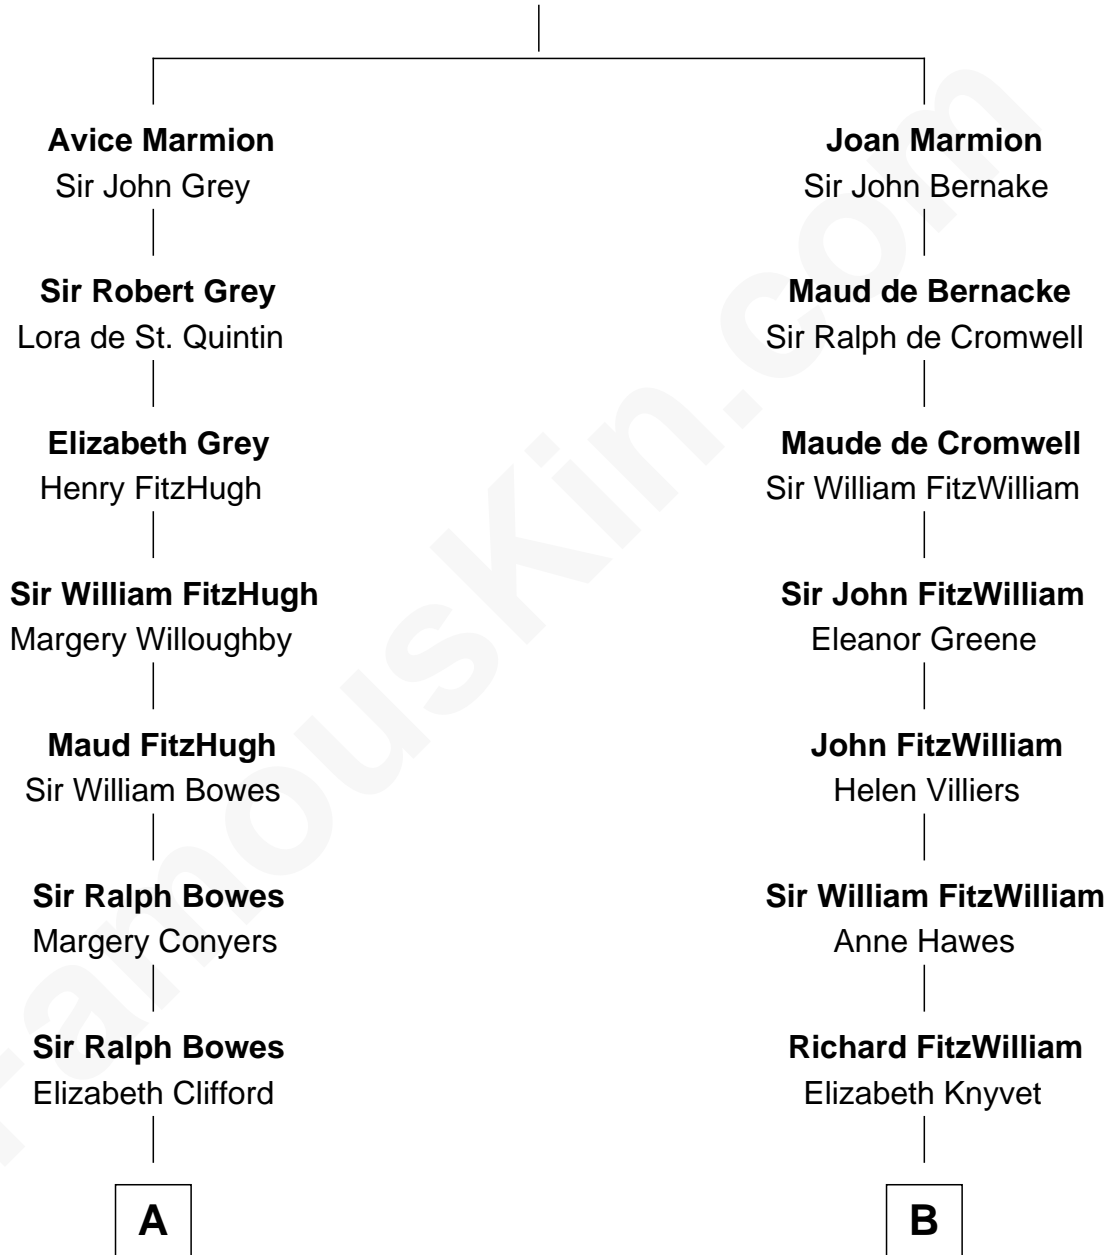 Avice Marmion
Sir John Grey
Joan Marmion
Sir John Bernake
Sir Robert Grey
Lora de St. Quintin
Maud de Bernacke
Sir Ralph de Cromwell
Elizabeth Grey
Henry FitzHugh
Maude de Cromwell
Sir William FitzWilliam
Sir William FitzHugh
Margery Willoughby
Sir John FitzWilliam
Eleanor Greene
Maud FitzHugh
Sir William Bowes
John FitzWilliam
Helen Villiers
Sir Ralph Bowes
Margery Conyers
Sir William FitzWilliam
Anne Hawes
Sir Ralph Bowes
Elizabeth Clifford
Richard FitzWilliam
Elizabeth Knyvet
A
B
FamousKin.com